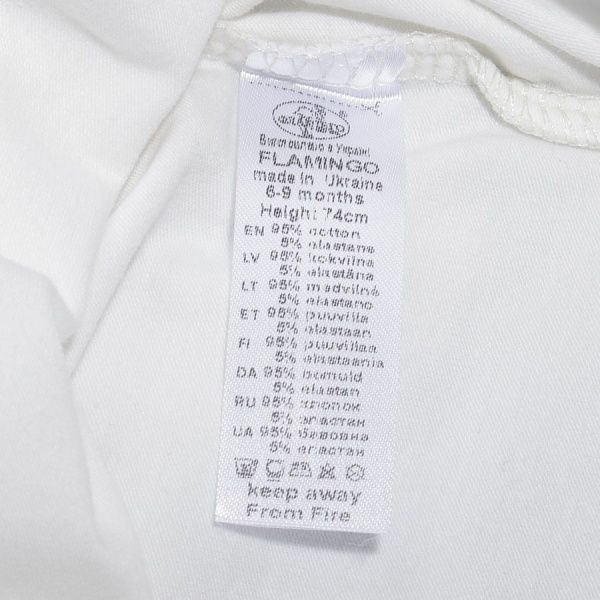 Виготовлено в Україні
FLAMINGO
made in Ukraine
6-9 months
Height 74cm
EN 95% cotton
5% elastane
LV 95% kokvilna
5% elastāna
LT 95% medvilnė
5% elastano
ET 95% puuvilla
5% elastaan
FI 95% puuvillaa
5% elastaania
DA 95% bomuld
5% elastan
RU 95% хлопок
5% эластан
UA 95% бавовна
5% еластан
keep away
From Fire